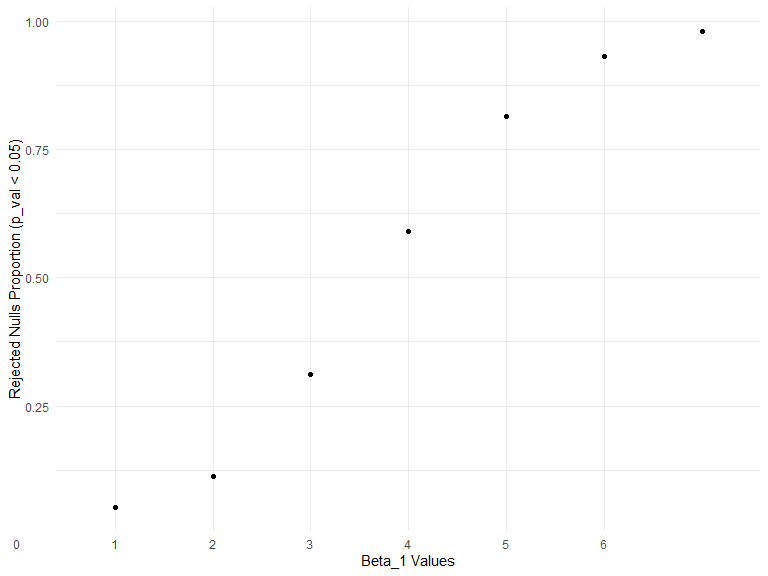 1.00
0.75
0.50
0.25
Rejected Nulls Proportion (p_val < 0.05)
0 1 2 3 4 5 6
Beta_1 Values